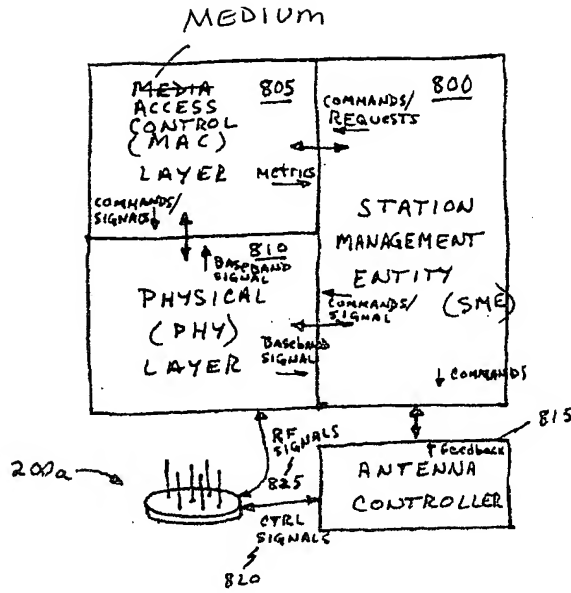 MEDIUM
MEDIA 805
ACCESS
CONTROL
(MAC)
LAYER
COMMANDS/
REQUESTS
METRICS
800
STATION
MANAGEMENT
ENTITY
(SME)
COMMANDS/
SIGNALS
810
BASEBAND
SIGNAL
PHYSICAL
(PHY)
LAYER
COMMANDS/
SIGNAL
BASEBAND
SIGNAL
COMMANDS
RF
SIGNALS
825
200a
815
Feedback
ANTENNA
CONTROLLER
CTRL
SIGNALS
820